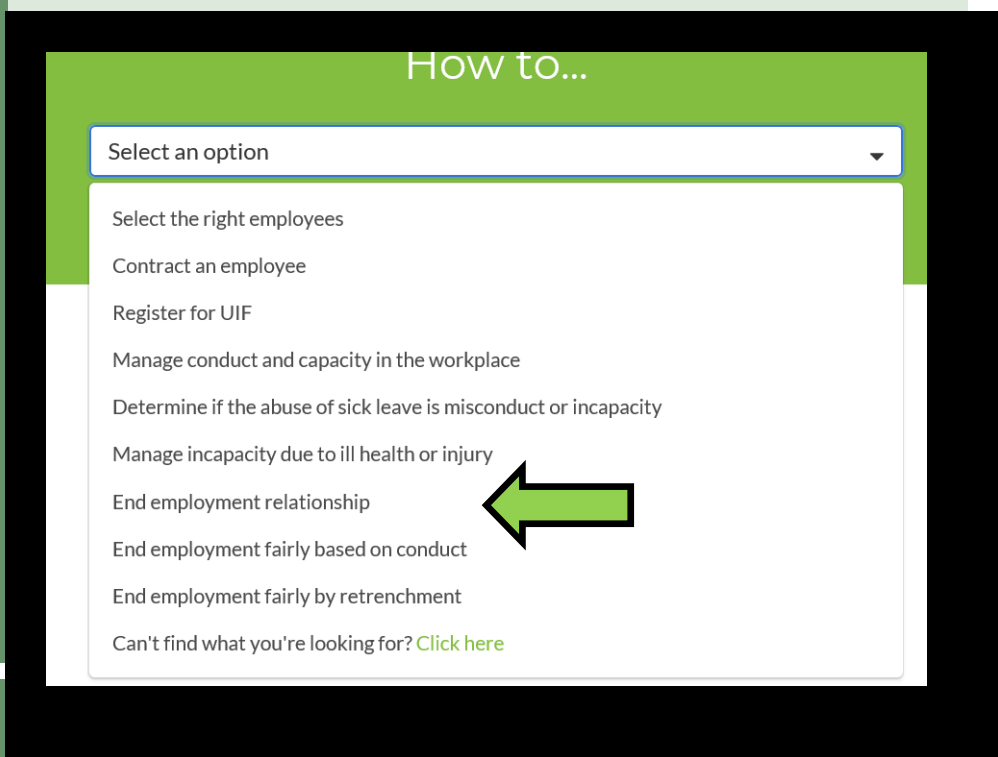 How to...
Select an option
Select the right employees
Contract an employee
Register for UIF
Manage conduct and capacity in the workplace
Determine if the abuse of sick leave is misconduct or incapacity
Manage incapacity due to ill health or injury
End employment relationship
End employment fairly based on conduct
End employment fairly by retrenchment
Can't find what you're looking for? Click here